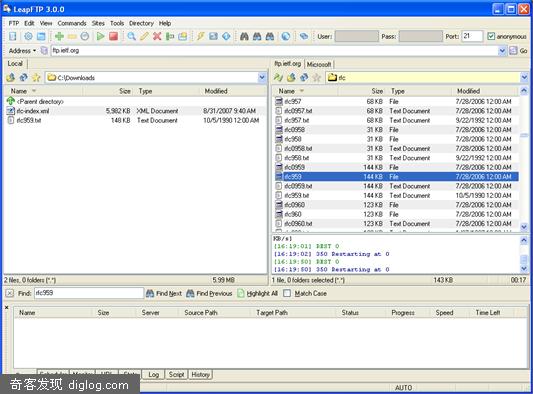 LeapFTP 3.0.0
FTP Edit View Commands Sites Tools Directory Help
User: Pass: Port: 21 anonymous
Address ftp.ietf.org Go
Local
C:\Downloads
Name Size Type Modified
<Parent directory>
rfc-index.xml 5,982 KB XML Document 8/31/2007 9:40 AM
rfc959.txt 148 KB Text Document 10/5/1990 12:00 AM
2 files, 0 folders (*.*) 5.99 MB
ftp.ietf.org Microsoft
rfc
Name Size Type Modified
rfc957 68 KB File 7/28/2006 12:00 AM
rfc0957.txt 68 KB Text Document 7/28/2006 12:00 AM
rfc957.txt 68 KB Text Document 9/22/1992 12:00 AM
rfc0958 31 KB File 7/28/2006 12:00 AM
rfc958 31 KB File 7/28/2006 12:00 AM
rfc0958.txt 31 KB Text Document 7/28/2006 12:00 AM
rfc958.txt 31 KB Text Document 9/22/1992 12:00 AM
rfc0959 144 KB File 7/28/2006 12:00 AM
rfc959 144 KB File 7/28/2006 12:00 AM
rfc0959.txt 144 KB Text Document 7/28/2006 12:00 AM
rfc959.txt 144 KB Text Document 10/5/1990 12:00 AM
rfc0960 123 KB File 7/28/2006 12:00 AM
rfc960 123 KB File 7/28/2006 12:00 AM
rfc0960.txt 123 KB Text Document 7/28/2006 12:00 AM
KB/s]
[16:19:01] REST 0
[16:19:02] 350 Restarting at 0
[16:19:50] REST 0
[16:19:50] 350 Restarting at 0
1 file, 0 folders selected (*.*) 143 KB 00:17
Find: rfc959 Find Next Find Previous Highlight All Match Case
Name Size Server Source Path Target Path Status Progress Speed Time Left
Log Script History
奇客发现 diglog.com
AUTO